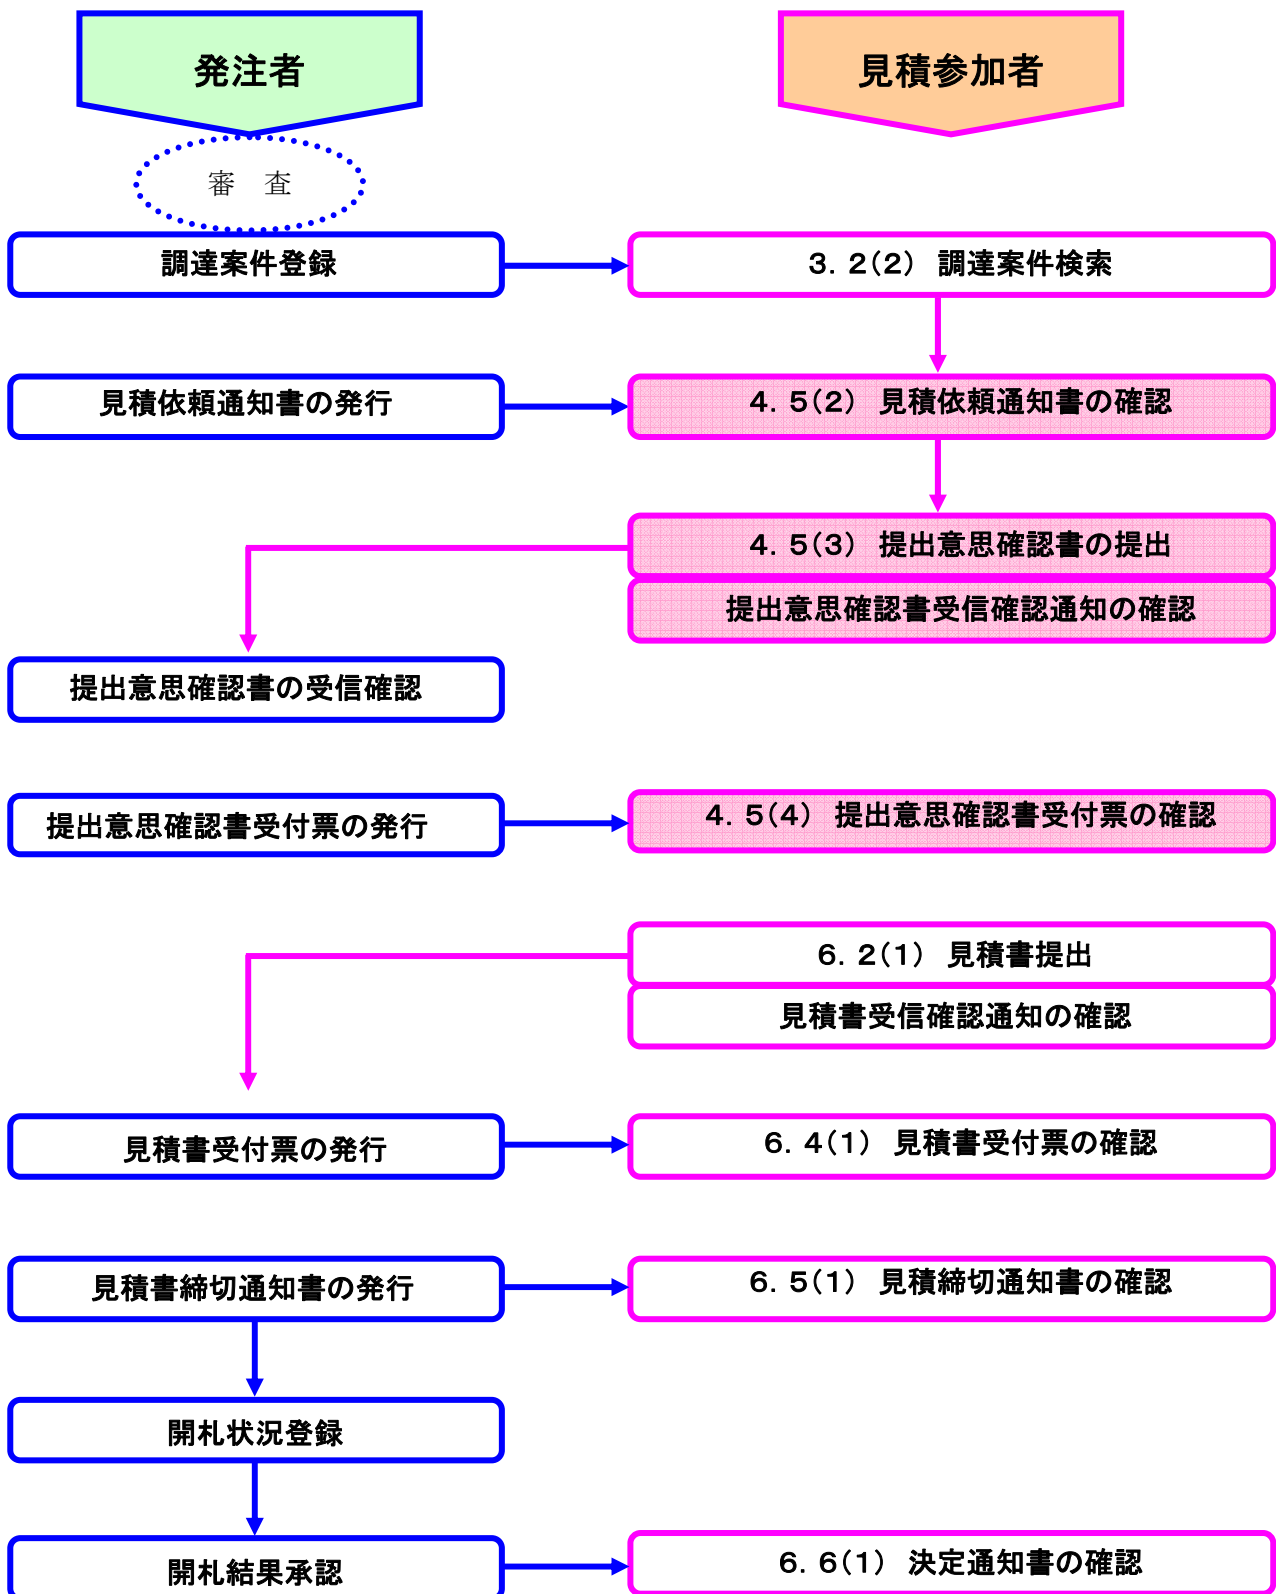 発注者
見積参加者
審　査
調達案件登録
３．２（２） 調達案件検索
見積依頼通知書の発行
４．５（２） 見積依頼通知書の確認
４．５（３） 提出意思確認書の提出
提出意思確認書受信確認通知の確認
提出意思確認書の受信確認
提出意思確認書受付票の発行
４．５（４） 提出意思確認書受付票の確認
６．２（１） 見積書提出
見積書受信確認通知の確認
見積書受付票の発行
６．４（１） 見積書受付票の確認
見積書締切通知書の発行
６．５（１） 見積締切通知書の確認
開札状況登録
開札結果承認
６．６（１） 決定通知書の確認